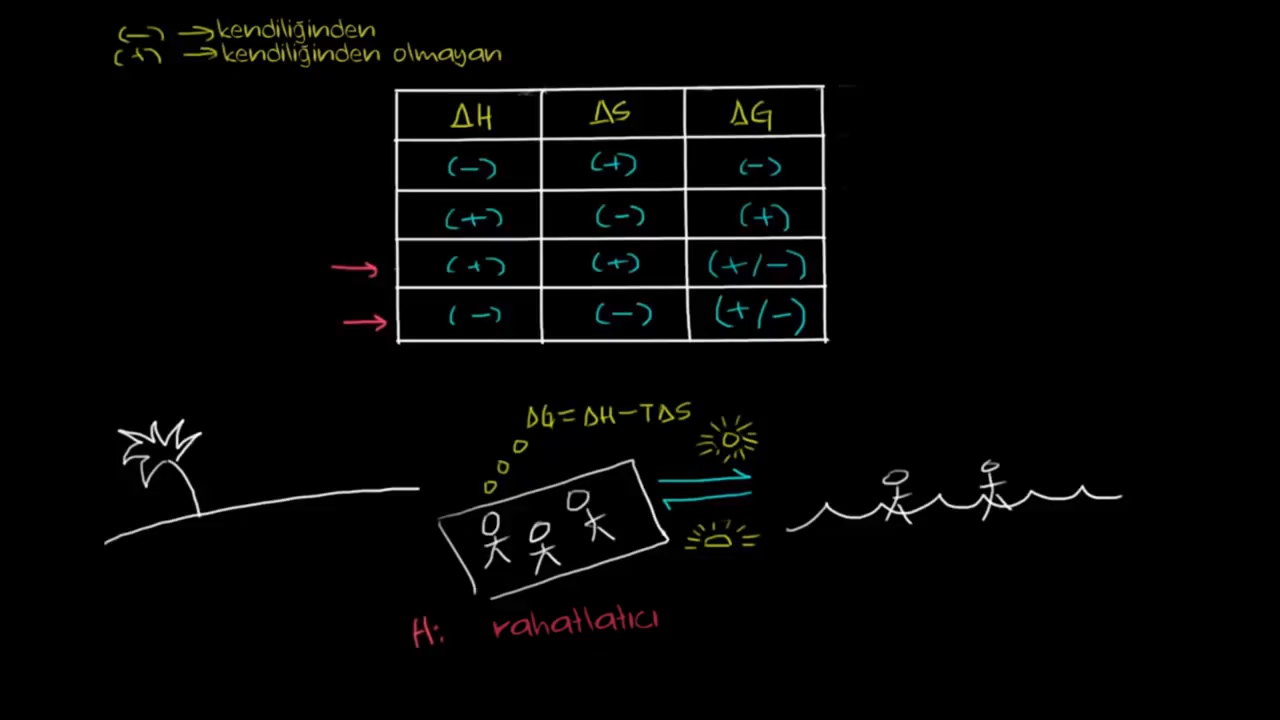 (-) → kendiliğinden
(+) → kendiliğinden olmayan
ΔH ΔS ΔG
(-) (+) (-)
(+) (-) (+)
→ (+) (+) (+/-)
→ (-) (-) (+/-)
ΔG = ΔH - TΔS
H: rahatlatıcı